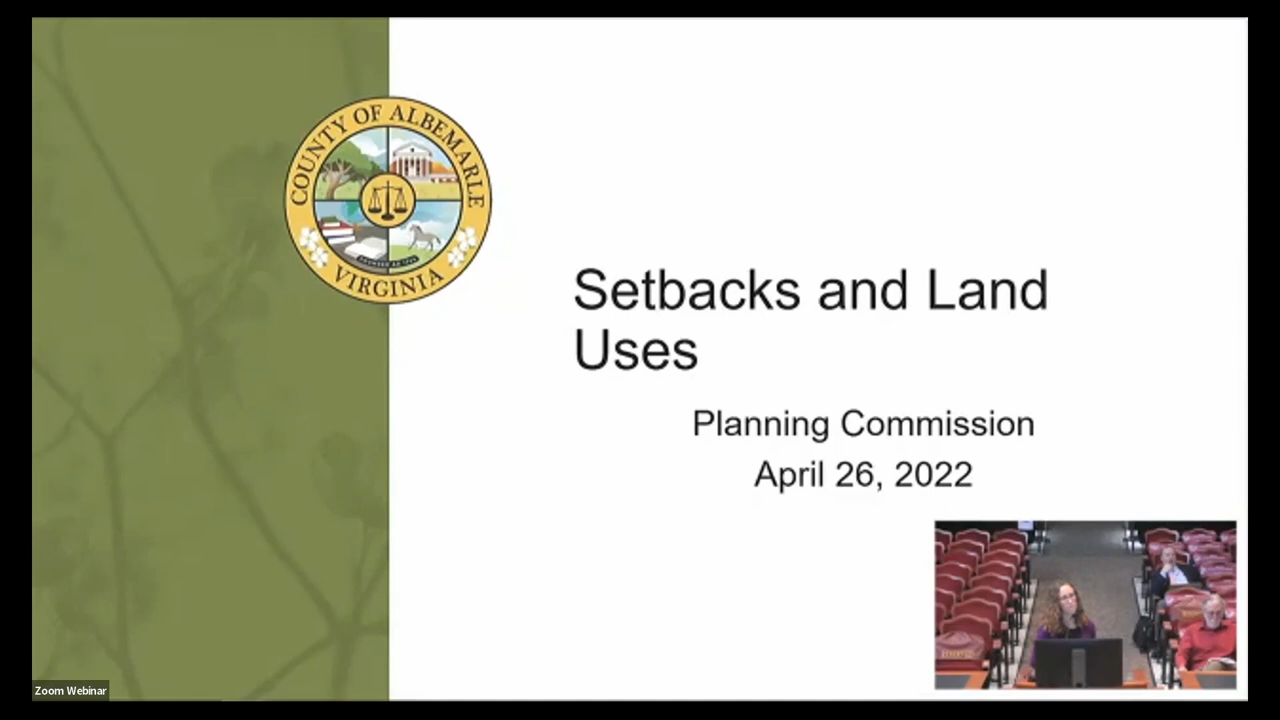 COUNTY OF ALBEMARLE
VIRGINIA
Setbacks and Land
Uses
Planning Commission
April 26, 2022
Zoom Webinar